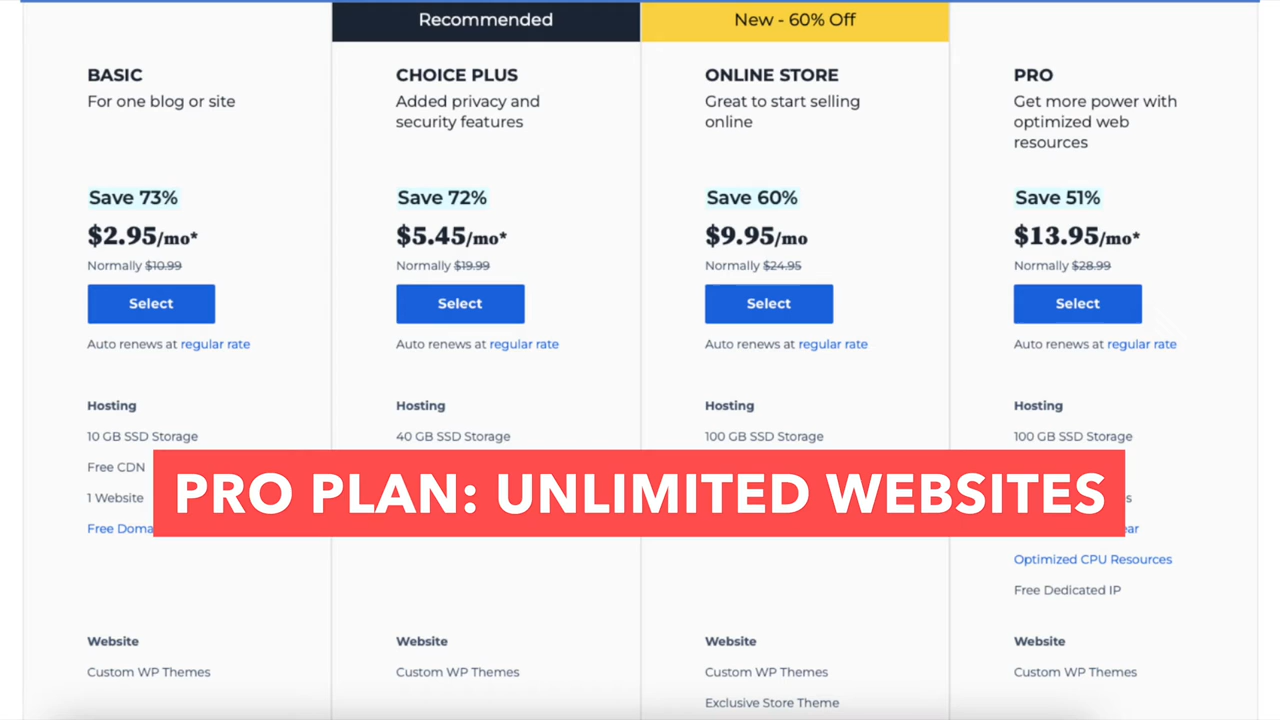 Recommended
New - 60% Off
BASIC
For one blog or site
Save 73%
$2.95/mo*
Normally $10.99
Select
Auto renews at regular rate
Hosting
10 GB SSD Storage
Free CDN
1 Website
Free Doma
Website
Custom WP Themes
CHOICE PLUS
Added privacy and
security features
Save 72%
$5.45/mo*
Normally $19.99
Select
Auto renews at regular rate
Hosting
40 GB SSD Storage
Website
Custom WP Themes
ONLINE STORE
Great to start selling
online
Save 60%
$9.95/mo
Normally $24.95
Select
Auto renews at regular rate
Hosting
100 GB SSD Storage
Website
Custom WP Themes
Exclusive Store Theme
PRO
Get more power with
optimized web
resources
Save 51%
$13.95/mo*
Normally $28.99
Select
Auto renews at regular rate
Hosting
100 GB SSD Storage
Optimized CPU Resources
Free Dedicated IP
Website
Custom WP Themes
PRO PLAN: UNLIMITED WEBSITES